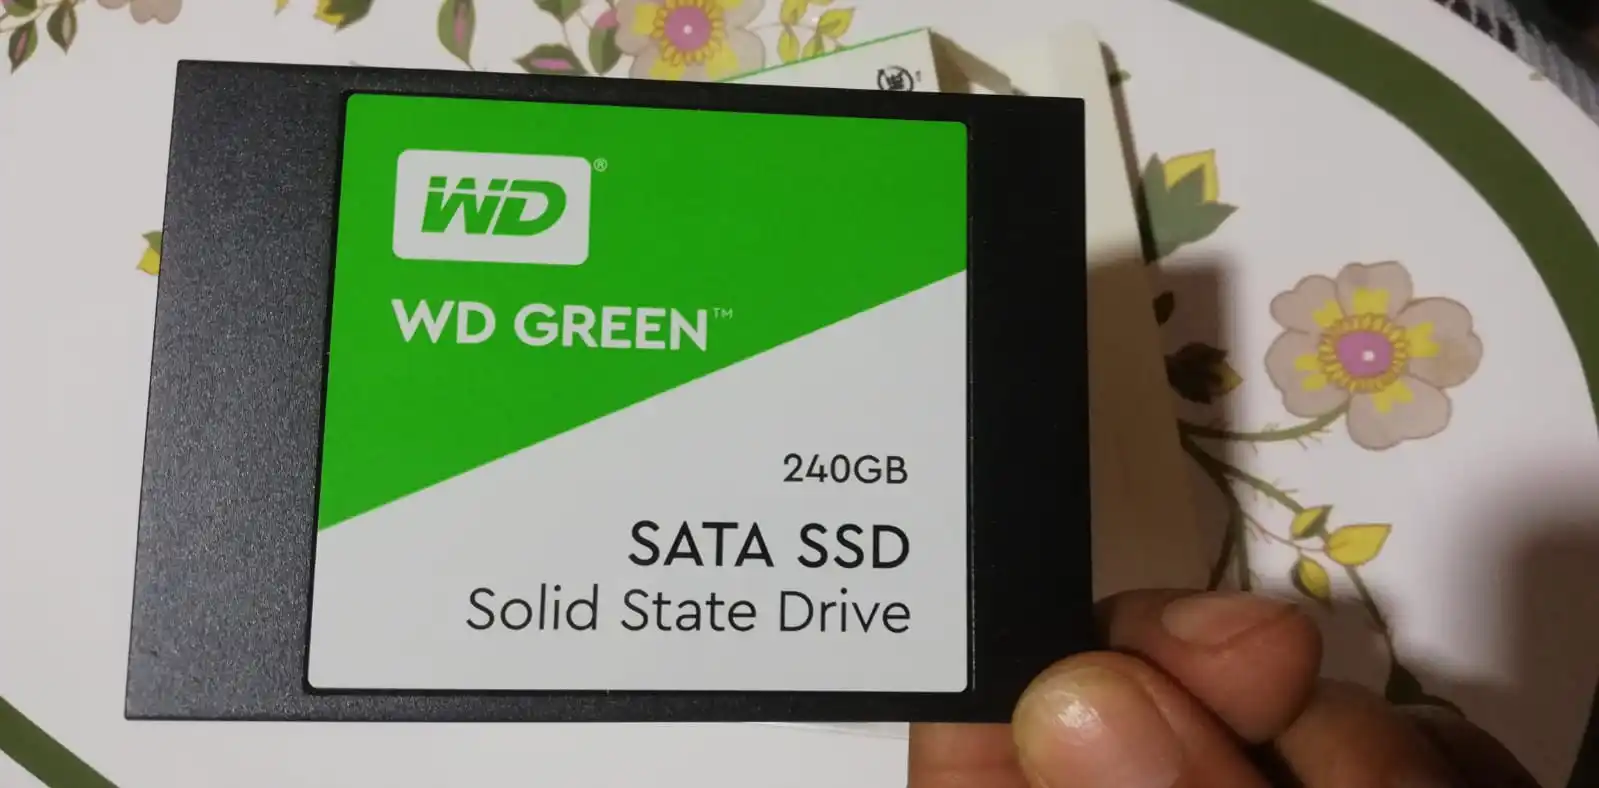 WD®
WD GREEN™
240GB
SATA SSD
Solid State Drive